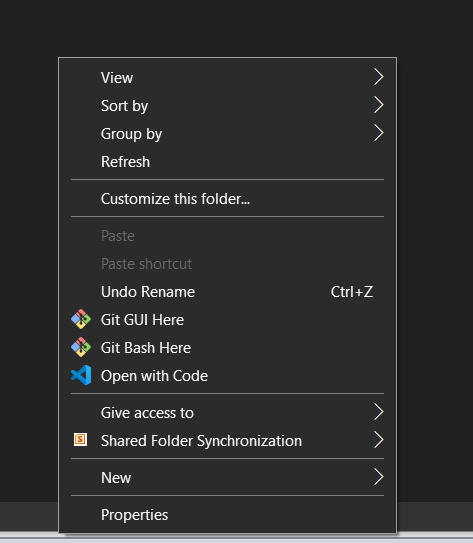 View
Sort by
Group by
Refresh
Customize this folder...
Paste
Paste shortcut
Undo Rename Ctrl+Z
Git GUI Here
Git Bash Here
Open with Code
Give access to
Shared Folder Synchronization
New
Properties